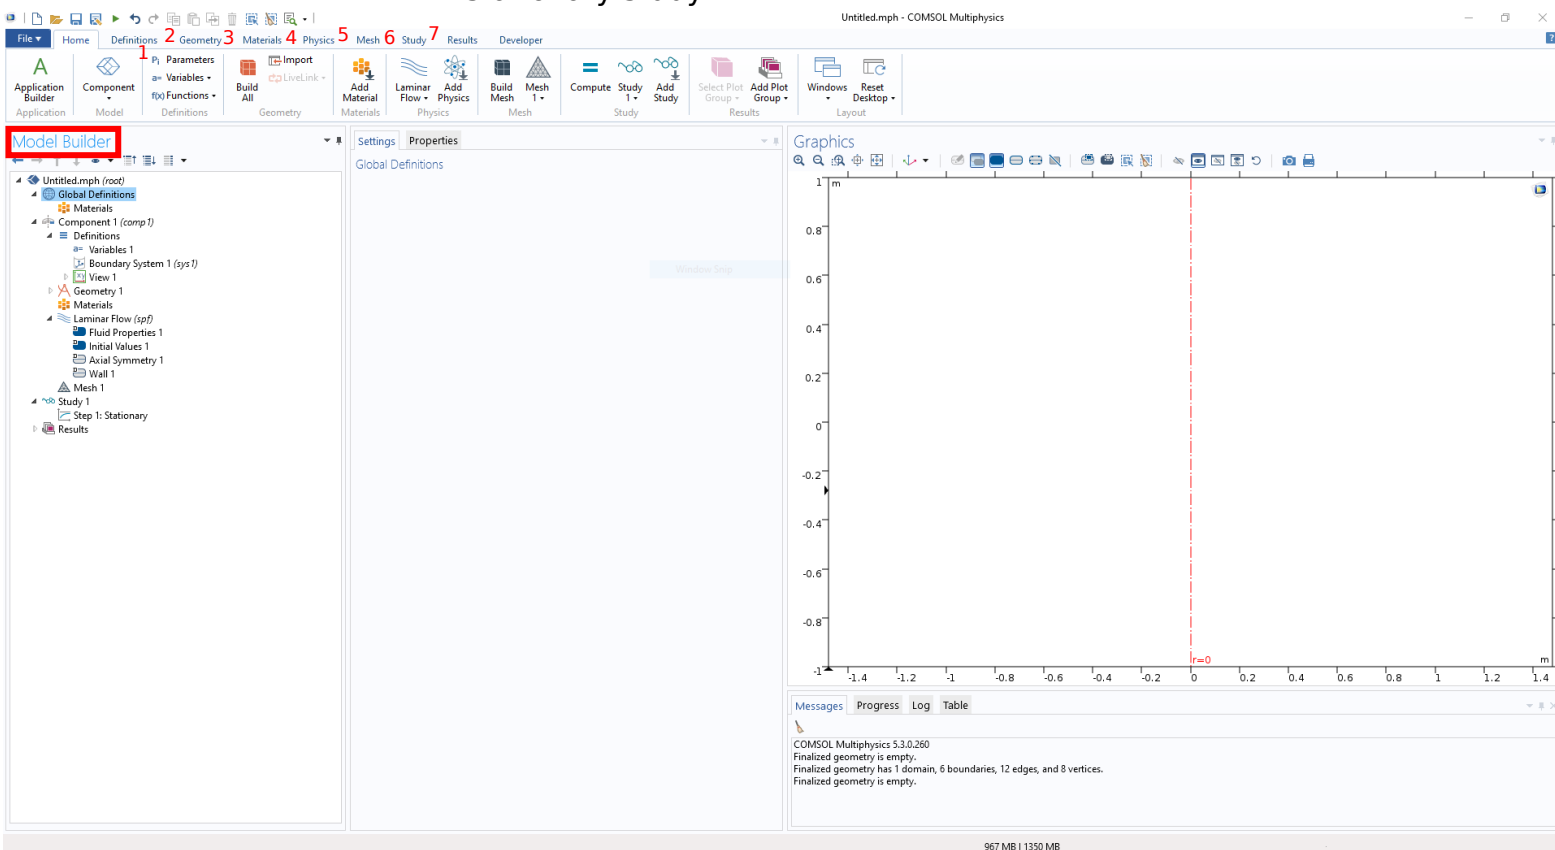 Stationary Study
Untitled.mph - COMSOL Multiphysics
File Home Definitions 2 Geometry 3 Materials 4 Physics 5 Mesh 6 Study 7 Results Developer
1
Application Builder
Component
Pi Parameters
a= Variables
f(x) Functions
Build All
Import
LiveLink
Add Material
Laminar Flow
Add Physics
Build Mesh
Mesh 1
Compute
Study 1
Add Study
Select Plot Group
Add Plot Group
Windows
Reset Desktop
Application Model Definitions Geometry Materials Physics Mesh Study Results Layout
Model Builder
Untitled.mph (root)
Global Definitions
Materials
Component 1 (comp1)
Definitions
a= Variables 1
Boundary System 1 (sys1)
View 1
Geometry 1
Materials
Laminar Flow (spf)
Fluid Properties 1
Initial Values 1
Axial Symmetry 1
Wall 1
Mesh 1
Study 1
Step 1: Stationary
Results
Settings Properties
Global Definitions
Window Snip
Graphics
m
1
0.8
0.6
0.4
0.2
0
-0.2
-0.4
-0.6
-0.8
-1
r=0
m
-1.4 -1.2 -1 -0.8 -0.6 -0.4 -0.2 0 0.2 0.4 0.6 0.8 1 1.2 1.4
Messages Progress Log Table
COMSOL Multiphysics 5.3.0.260
Finalized geometry is empty.
Finalized geometry has 1 domain, 6 boundaries, 12 edges, and 8 vertices.
Finalized geometry is empty.
967 MB | 1350 MB